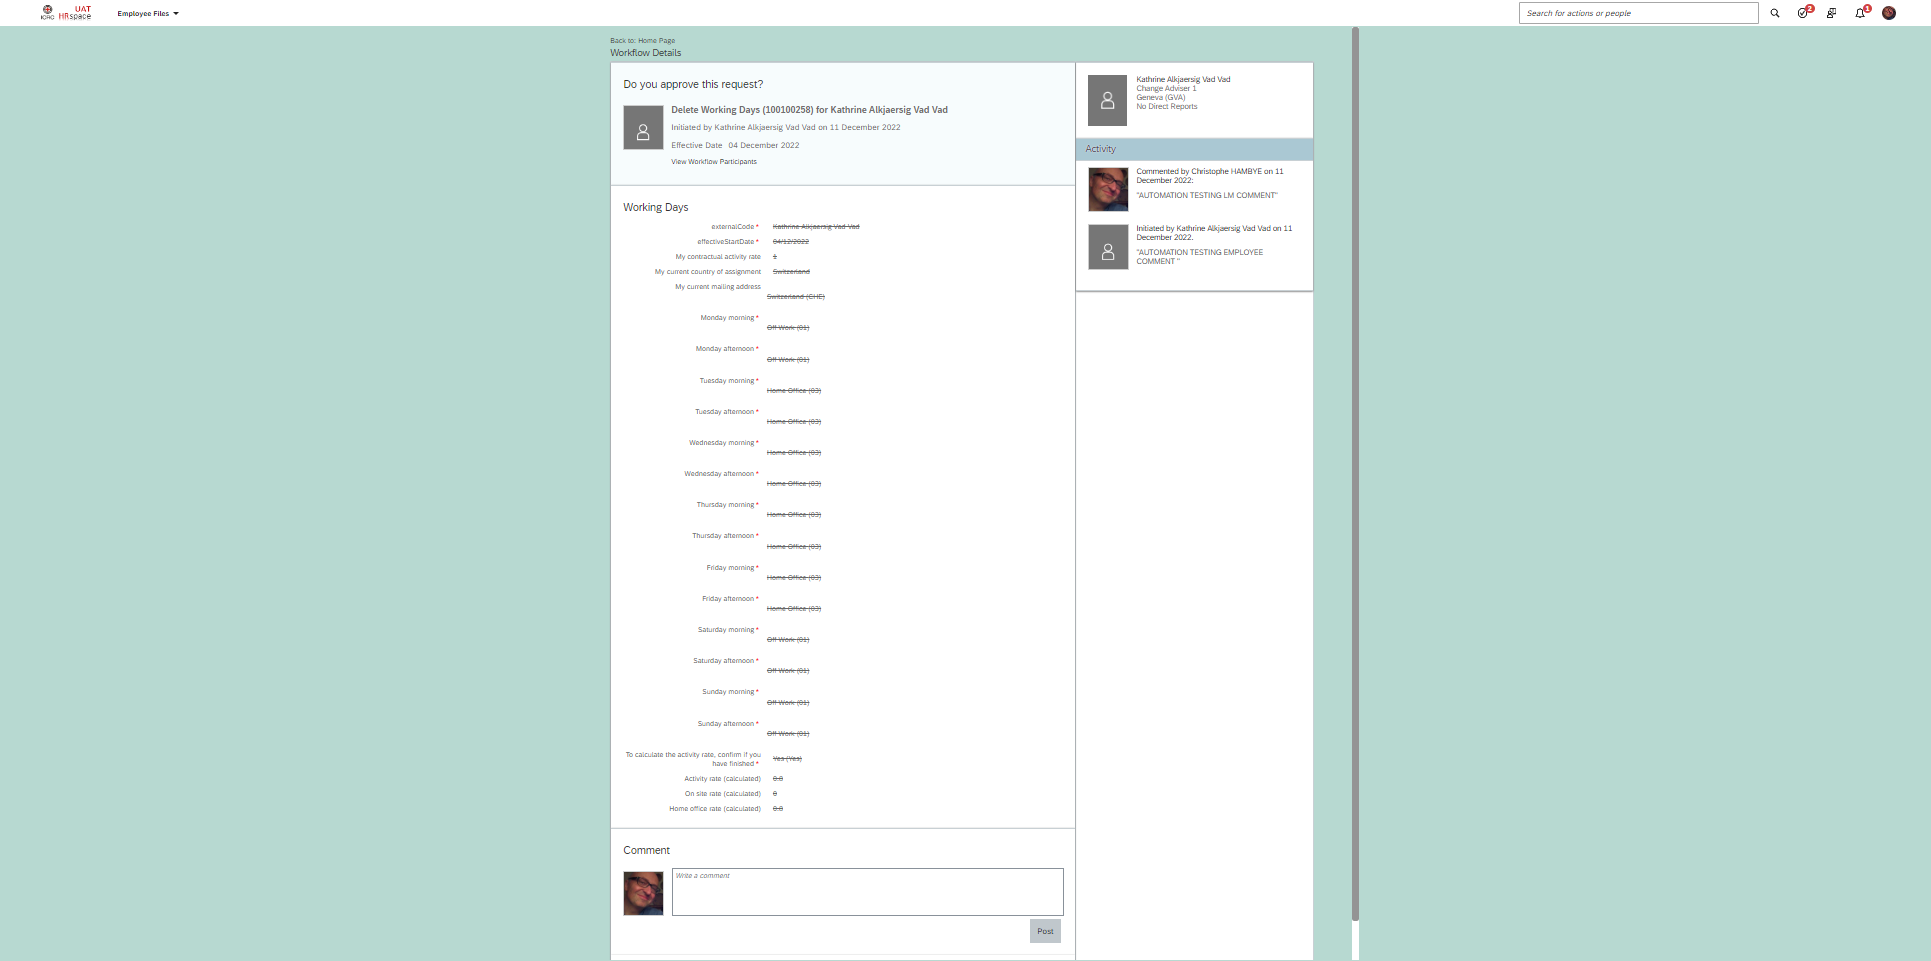 ICRC
UAT
HRspace
Employee Files
Search for actions or people
2
1
Back to: Home Page
Workflow Details
Do you approve this request?
Delete Working Days (100100258) for Kathrine Alkjaersig Vad Vad
Initiated by Kathrine Alkjaersig Vad Vad on 11 December 2022
Effective Date 04 December 2022
View Workflow Participants
Working Days
externalCode * Kathrine Alkjaersig Vad Vad
effectiveStartDate * 04/12/2022
My contractual activity rate 1
My current country of assignment Switzerland
My current mailing address
Switzerland (CHE)
Monday morning *
Off Work (01)
Monday afternoon *
Off Work (01)
Tuesday morning *
Home Office (03)
Tuesday afternoon *
Home Office (03)
Wednesday morning *
Home Office (03)
Wednesday afternoon *
Home Office (03)
Thursday morning *
Home Office (03)
Thursday afternoon *
Home Office (03)
Friday morning *
Home Office (03)
Friday afternoon *
Home Office (03)
Saturday morning *
Off Work (01)
Saturday afternoon *
Off Work (01)
Sunday morning *
Off Work (01)
Sunday afternoon *
Off Work (01)
To calculate the activity rate, confirm if you
have finished * Yes (Yes)
Activity rate (calculated) 0.8
On site rate (calculated) 0
Home office rate (calculated) 0.8
Comment
Write a comment
Post
Kathrine Alkjaersig Vad Vad
Change Adviser 1
Geneva (GVA)
No Direct Reports
Activity
Commented by Christophe HAMBYE on 11
December 2022:
"AUTOMATION TESTING LM COMMENT"
Initiated by Kathrine Alkjaersig Vad Vad on 11
December 2022.
"AUTOMATION TESTING EMPLOYEE
COMMENT "